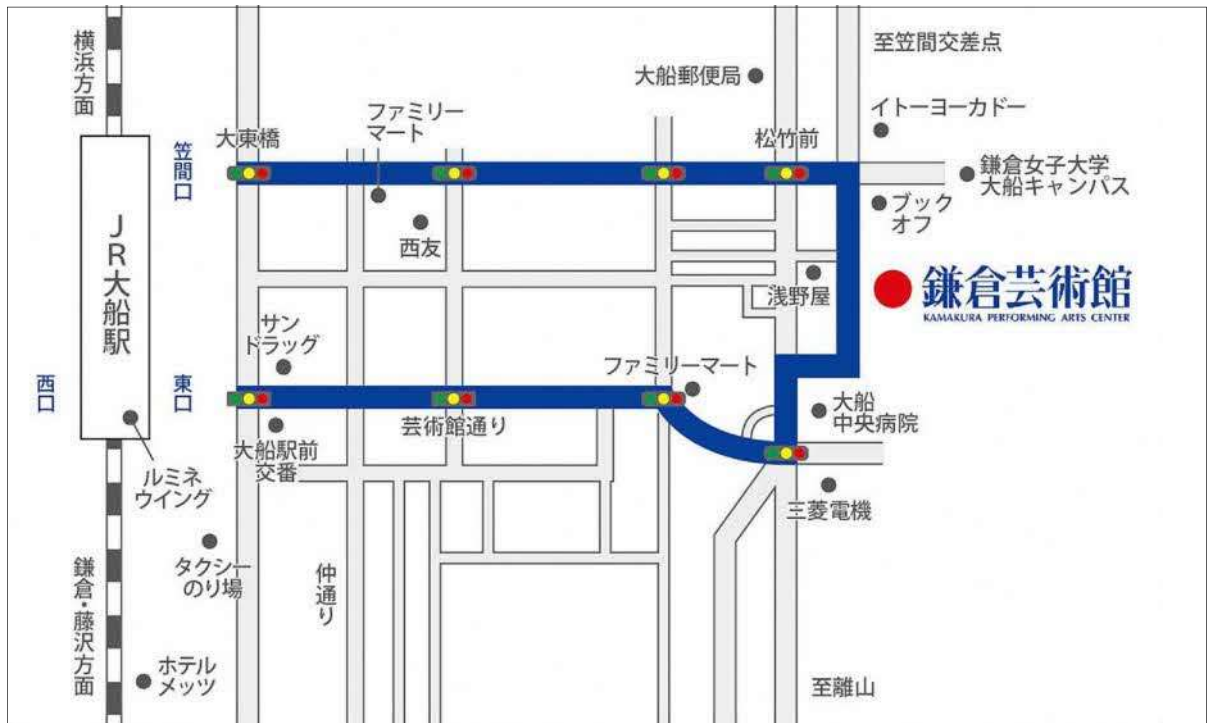 横浜方面
JR大船駅
鎌倉・藤沢方面
西口
笠間口
東口
大東橋
ファミリー
マート
西友
大船郵便局
松竹前
至笠間交差点
イトーヨーカドー
鎌倉女子大学
大船キャンパス
ブック
オフ
浅野屋
鎌倉芸術館
KAMAKURA PERFORMING ARTS CENTER
サン
ドラッグ
ファミリーマート
芸術館通り
大船
中央病院
大船駅前
交番
ルミネ
ウイング
三菱電機
タクシー
のり場
仲通り
ホテル
メッツ
至離山